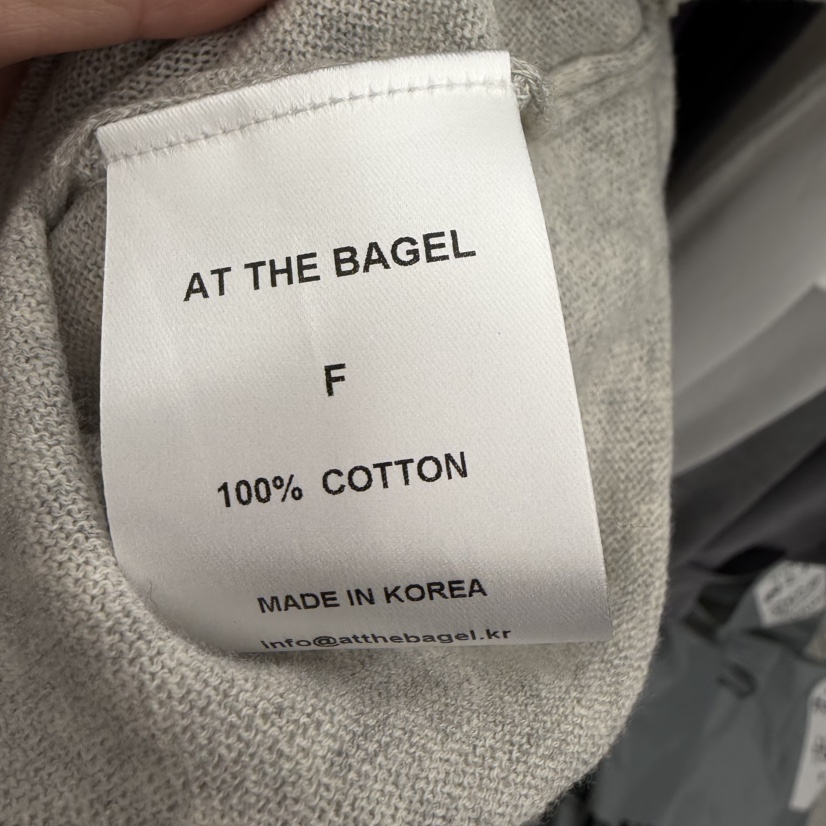 AT THE BAGEL
F
100% COTTON
MADE IN KOREA
info@atthebagel.kr